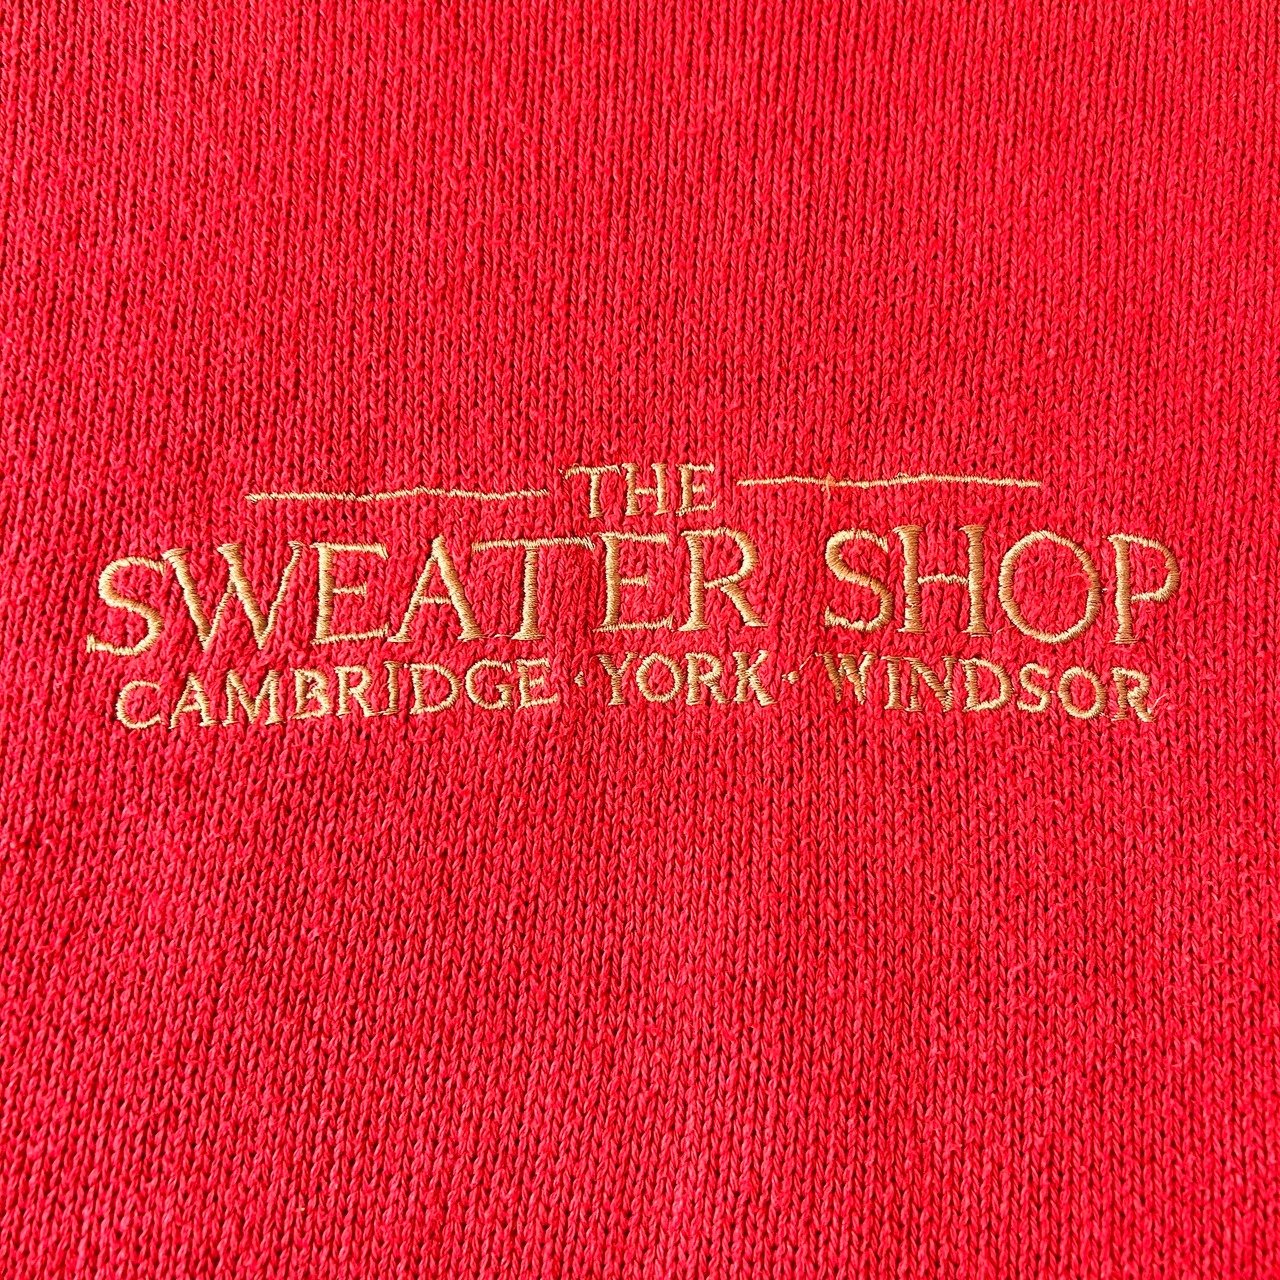 THE
SWEATER SHOP
CAMBRIDGE · YORK · WINDSOR